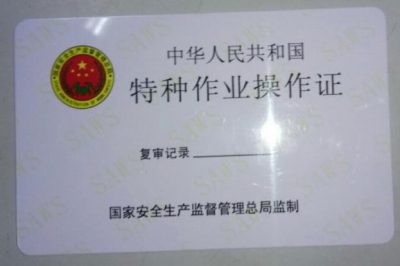 中华人民共和国
特种作业操作证
复审记录
国家安全生产监督管理总局监制
SAWS